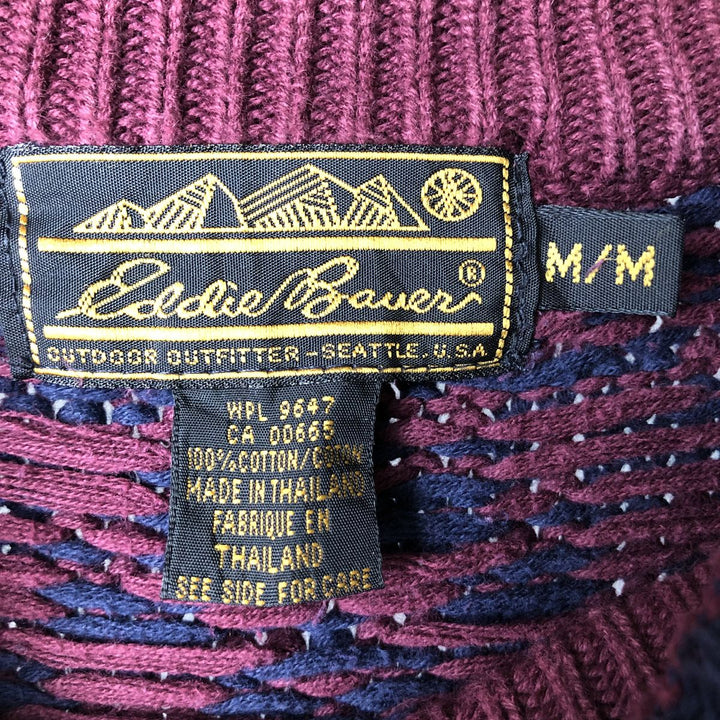 Eddie Bauer ®
OUTDOOR OUTFITTER - SEATTLE, U.S.A.
M/M
WPL 9647
CA 00665
100% COTTON/COTON
MADE IN THAILAND
FABRIQUE EN
THAILAND
SEE SIDE FOR CARE